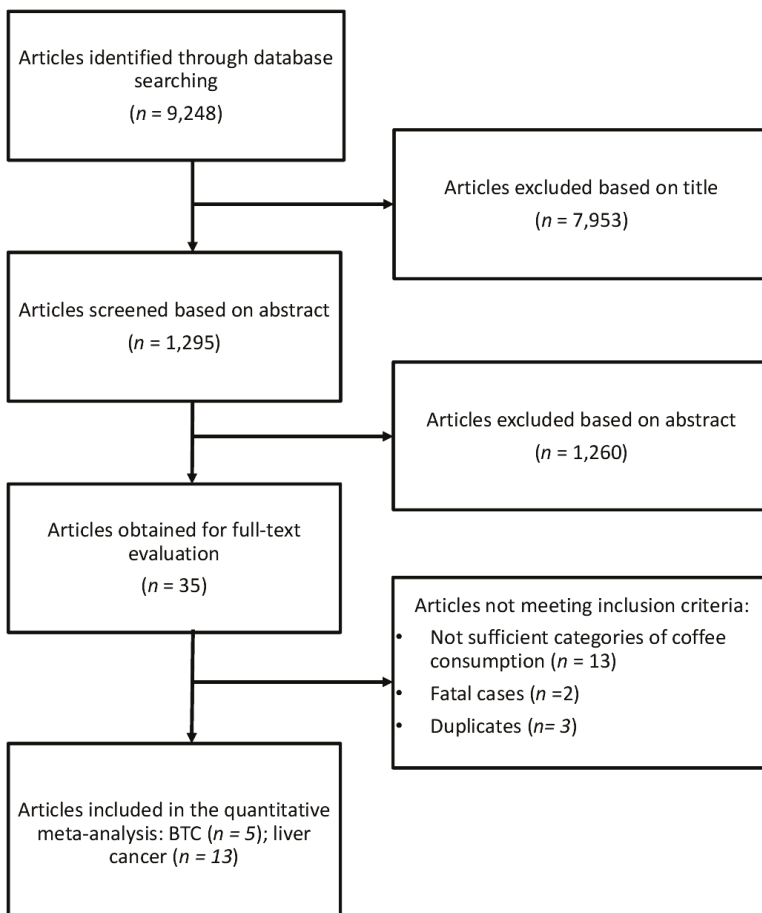 Articles identified through database
searching
(n = 9,248)
Articles excluded based on title
(n = 7,953)
Articles screened based on abstract
(n = 1,295)
Articles excluded based on abstract
(n = 1,260)
Articles obtained for full-text
evaluation
(n = 35)
Articles not meeting inclusion criteria:
• Not sufficient categories of coffee
consumption (n = 13)
• Fatal cases (n =2)
• Duplicates (n= 3)
Articles included in the quantitative
meta-analysis: BTC (n = 5); liver
cancer (n = 13)